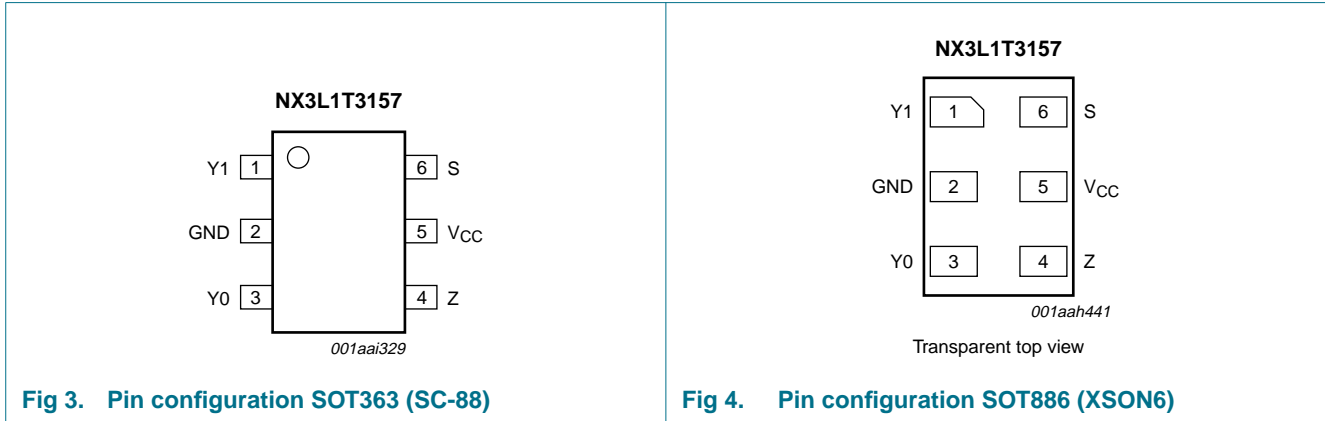 NX3L1T3157
Y1 1 6 S
GND 2 5 VCC
Y0 3 4 Z
001aai329
Fig 3. Pin configuration SOT363 (SC-88)
NX3L1T3157
Y1 1 6 S
GND 2 5 VCC
Y0 3 4 Z
001aah441
Transparent top view
Fig 4. Pin configuration SOT886 (XSON6)